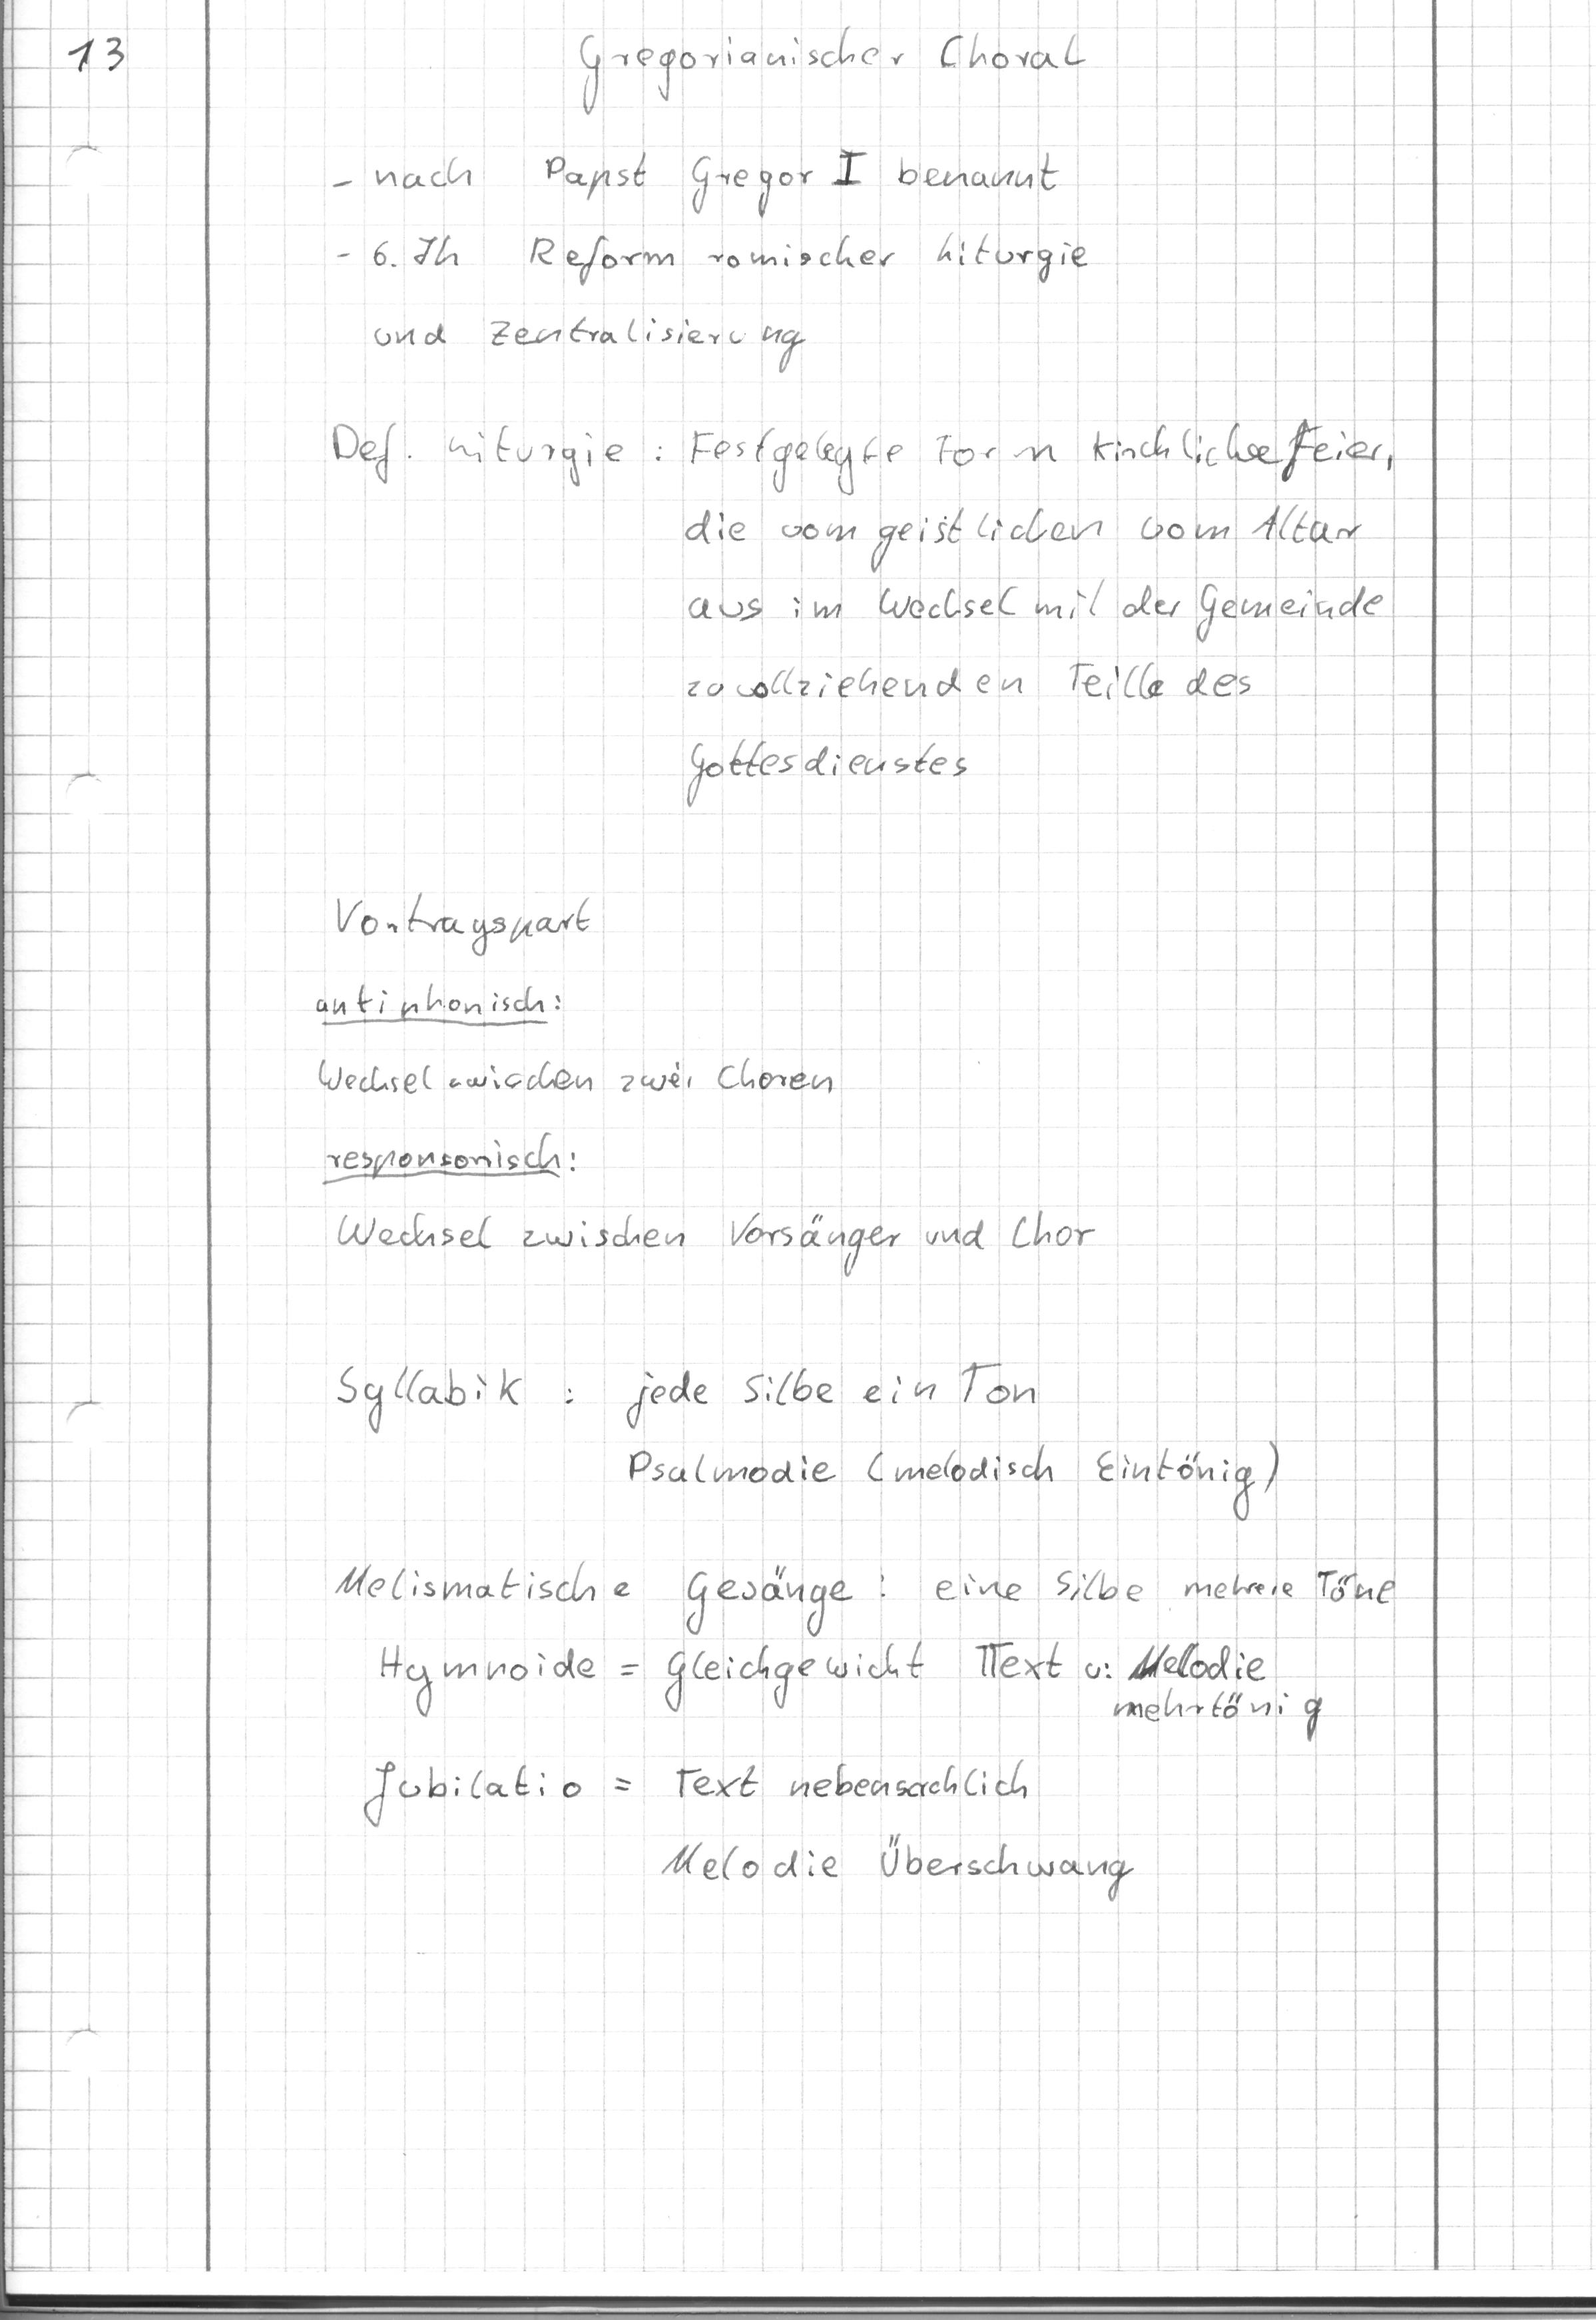 13
Gregorianischer Choral
- nach Papst Gregor I benannt
- 6. Jh Reform romischer Liturgie
und Zentralisierung
Def. Liturgie : Festgelegte Form kirchliche Feier,
die vom geistlichen vom Altar
aus im Wechsel mit der Gemeinde
zu vollziehenden Teille des
Gottesdienstes
Vortragspart
antiphonisch:
Wechsel zwischen zwei Choren
responsorisch:
Wechsel zwischen Vorsänger und Chor
Syllabik : jede Silbe ein Ton
Psalmodie (melodisch Eintönig)
Melismatische Gesänge : eine Silbe mehrere Töne
Hymnoide = Gleichgewicht Text u. Melodie
mehrtönig
Jubilatio = Text nebensachlich
Melodie Überschwang